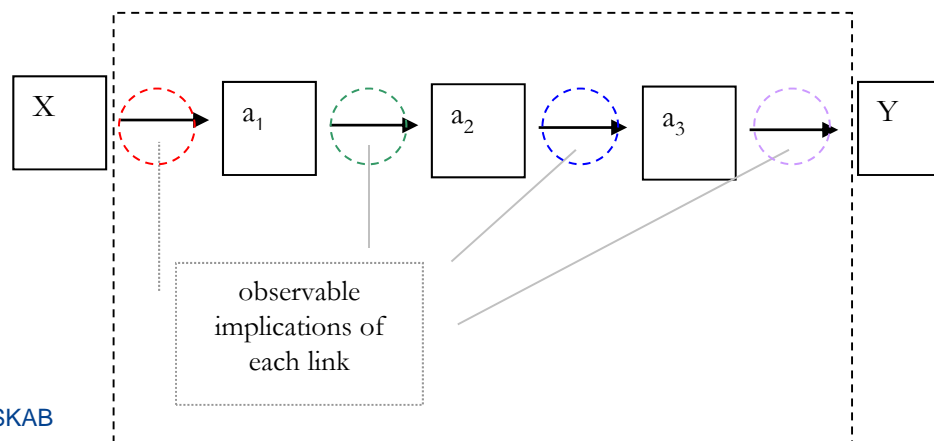 X
a₁
a₂
a₃
Y
observable
implications of
each link
SKAB